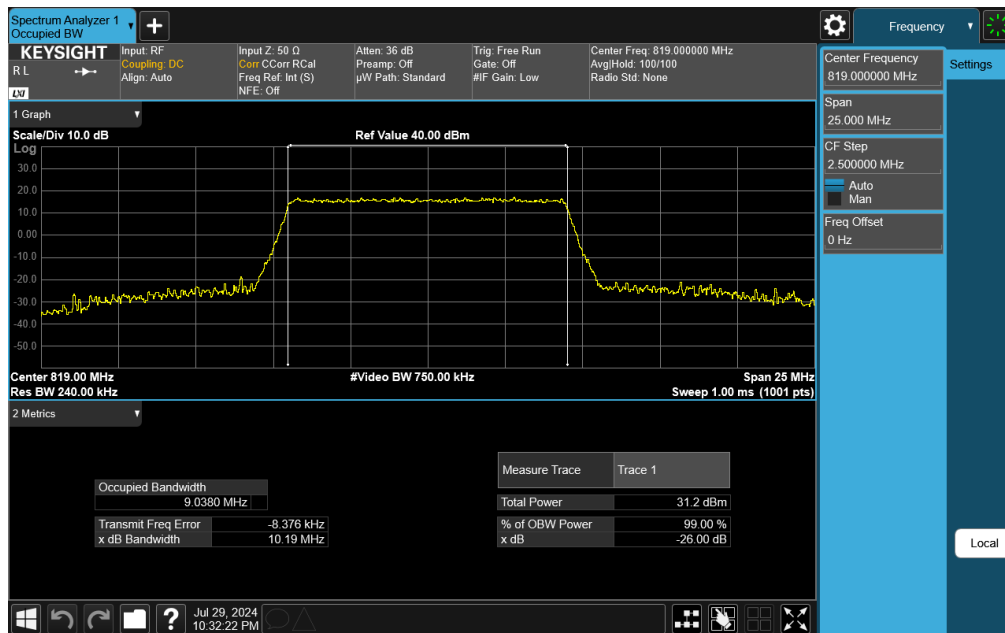 Spectrum Analyzer 1
Occupied BW
Frequency
KEYSIGHT
R L
LXI
Input: RF
Coupling: DC
Align: Auto
Input Z: 50 Ω
Corr CCorr RCal
Freq Ref: Int (S)
NFE: Off
Atten: 36 dB
Preamp: Off
µW Path: Standard
Trig: Free Run
Gate: Off
#IF Gain: Low
Center Freq: 819.000000 MHz
Avg|Hold: 100/100
Radio Std: None
Center Frequency
819.000000 MHz
Settings
Span
25.000 MHz
CF Step
2.500000 MHz
Auto
Man
Freq Offset
0 Hz
Local
1 Graph
Scale/Div 10.0 dB
Ref Value 40.00 dBm
Log
30.0
20.0
10.0
0.00
-10.0
-20.0
-30.0
-40.0
-50.0
Center 819.00 MHz
#Video BW 750.00 kHz
Span 25 MHz
Res BW 240.00 kHz
Sweep 1.00 ms (1001 pts)
2 Metrics
Measure Trace Trace 1
Occupied Bandwidth
9.0380 MHz
Total Power 31.2 dBm
Transmit Freq Error -8.376 kHz
% of OBW Power 99.00 %
x dB Bandwidth 10.19 MHz
x dB -26.00 dB
?
Jul 29, 2024
10:32:22 PM